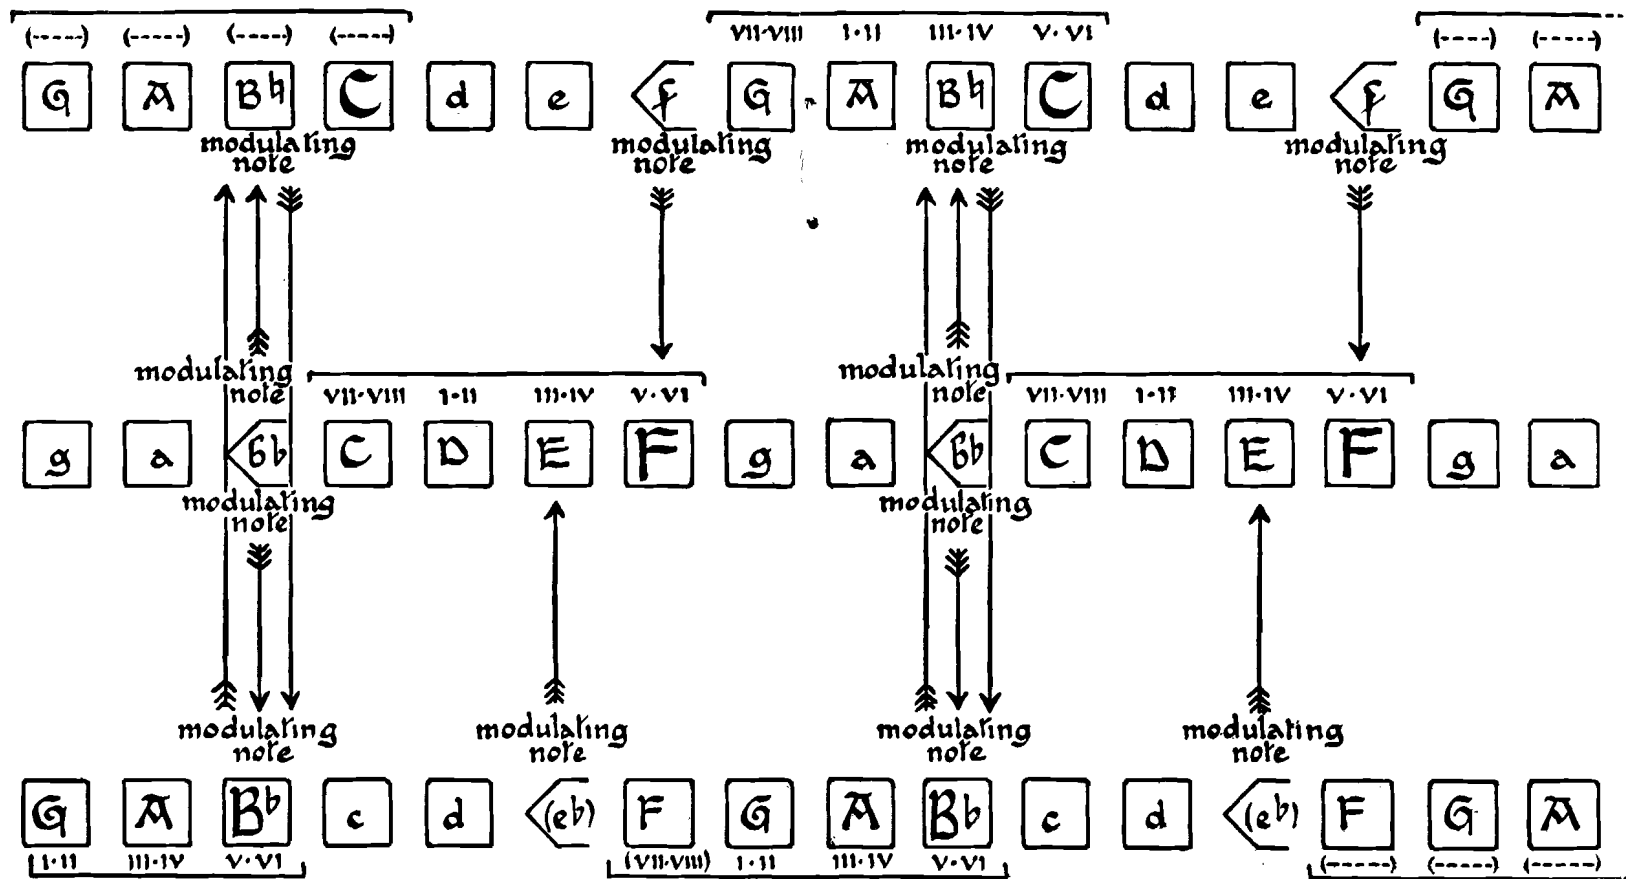 (-----) (-----) (-----) (-----) VII·VIII I·II III·IV V·VI (----) (----)
G A B♮ C d e f G A B♮ C d e f G A
modulating note modulating note modulating note modulating note
modulating note modulating note
VII·VIII I·II III·IV V·VI VII·VIII I·II III·IV V·VI
g a b♭ C D E F g a b♭ C D E F g a
modulating note modulating note
modulating note modulating note modulating note modulating note
G A B♭ c d (e♭) F G A B♭ c d (e♭) F G A
I·II III·IV V·VI (VII·VIII) I·II III·IV V·VI (-----) (-----) (-----)